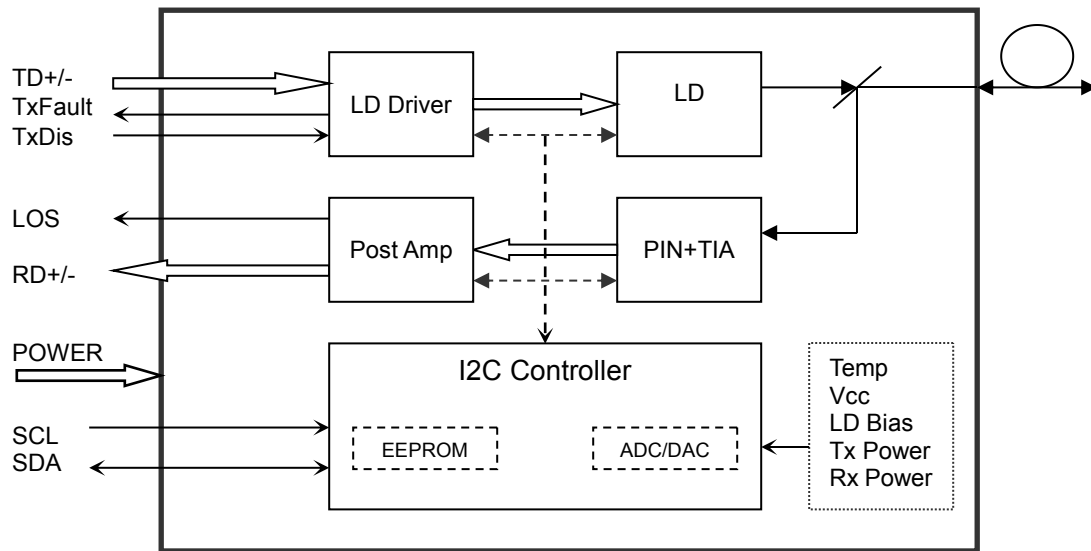 TD+/-
TxFault
TxDis
LD Driver
LD
LOS
RD+/-
Post Amp
PIN+TIA
POWER
SCL
SDA
I2C Controller
EEPROM
ADC/DAC
Temp
Vcc
LD Bias
Tx Power
Rx Power